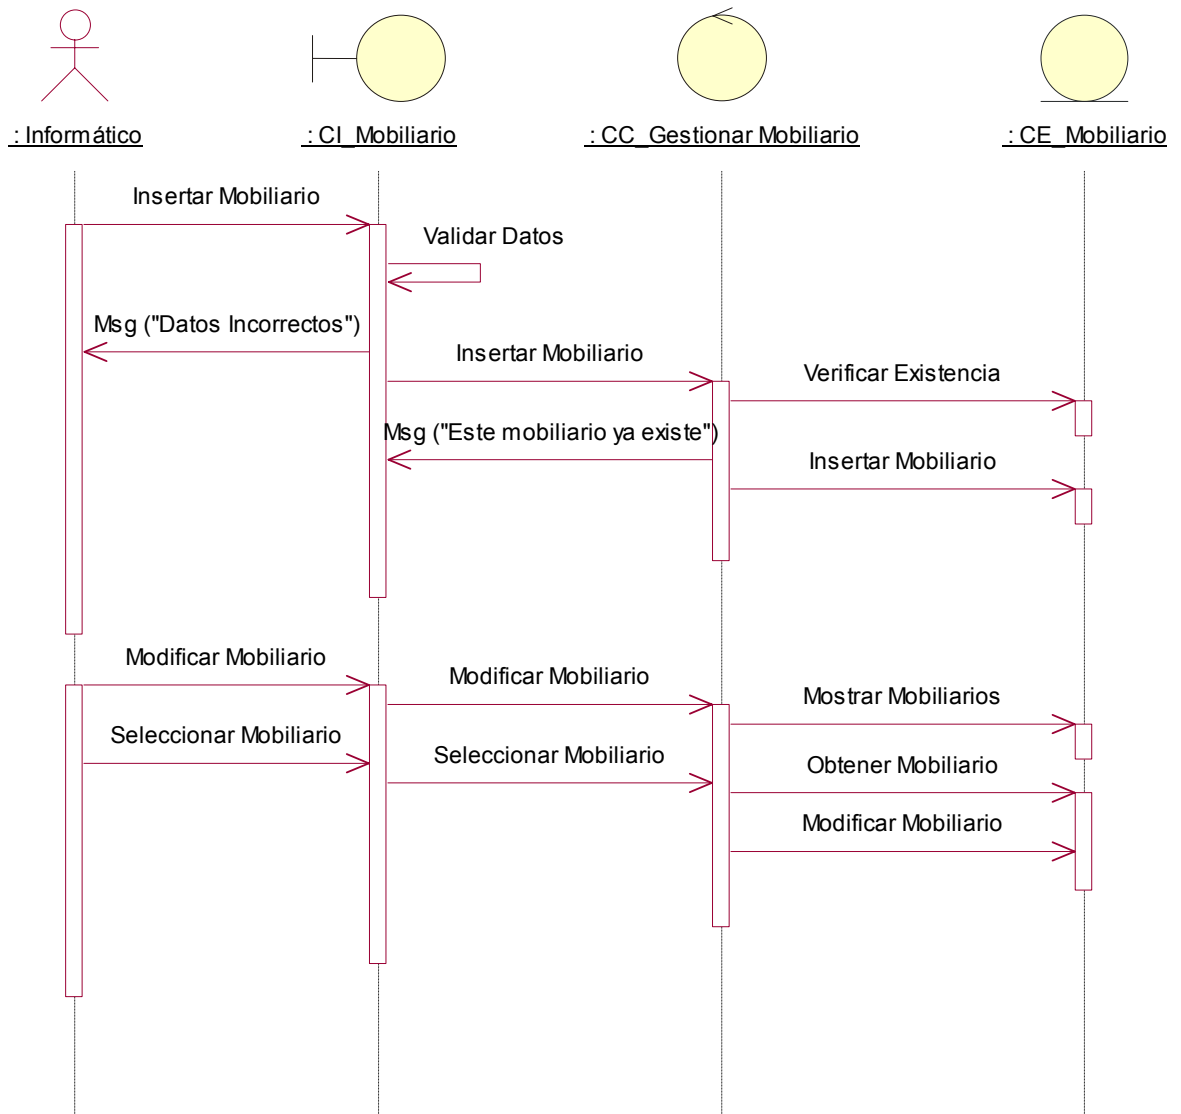 : Informático
: CI_Mobiliario
: CC_Gestionar Mobiliario
: CE_Mobiliario
Insertar Mobiliario
Validar Datos
Msg ("Datos Incorrectos")
Insertar Mobiliario
Verificar Existencia
Msg ("Este mobiliario ya existe")
Insertar Mobiliario
Modificar Mobiliario
Modificar Mobiliario
Mostrar Mobiliarios
Seleccionar Mobiliario
Seleccionar Mobiliario
Obtener Mobiliario
Modificar Mobiliario